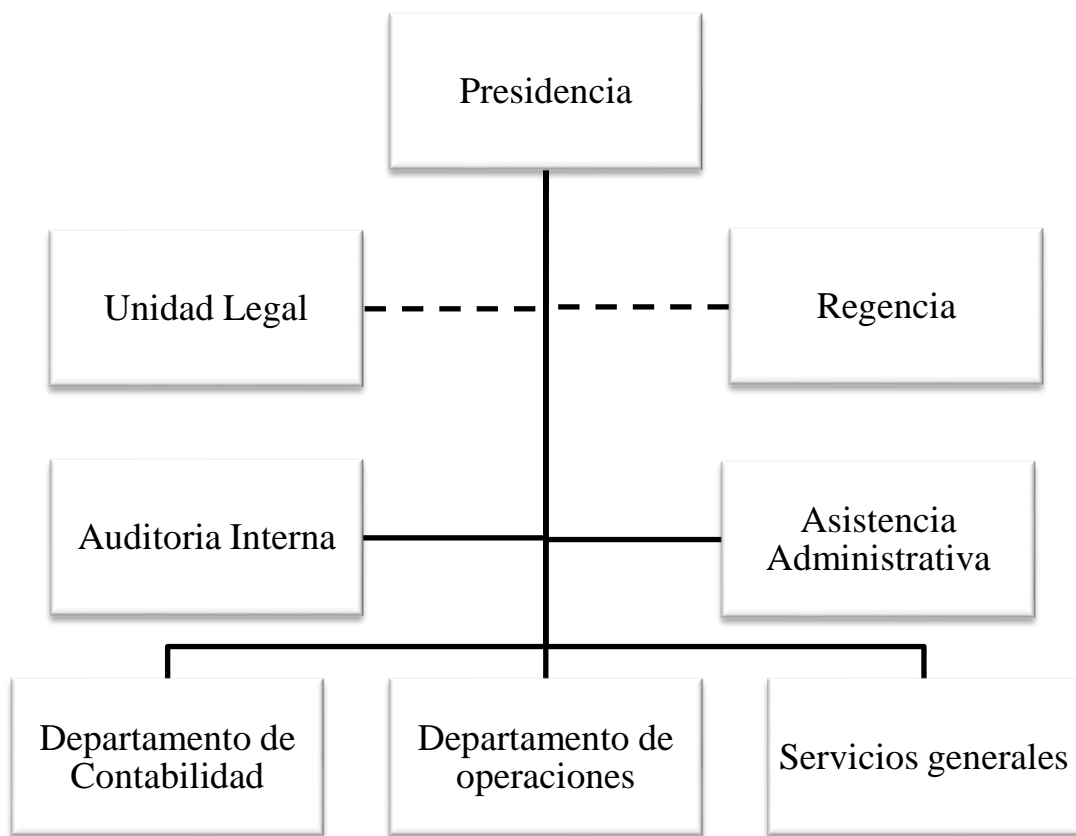 Presidencia
Unidad Legal
Regencia
Auditoria Interna
Asistencia
Administrativa
Departamento de
Contabilidad
Departamento de
operaciones
Servicios generales